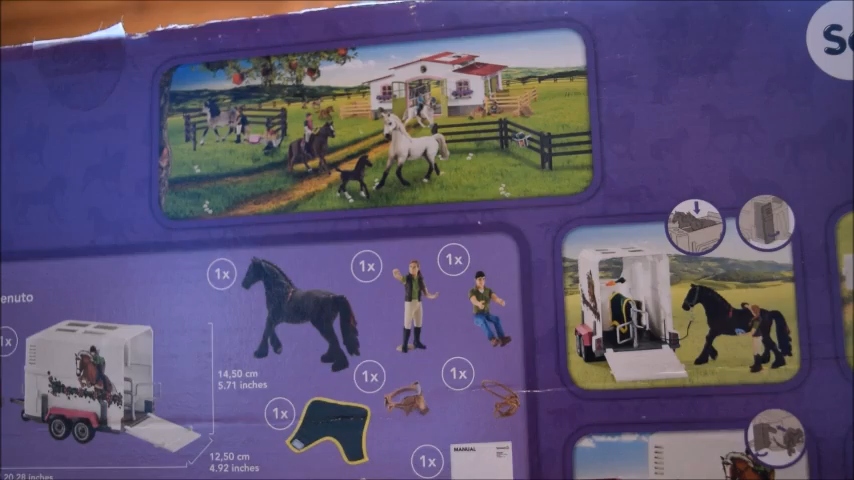 1x
1x
1x
enuto
1x
14,50 cm
5.71 inches
1x
1x
1x
12,50 cm
4.92 inches
1x
MANUAL
20.28 inches